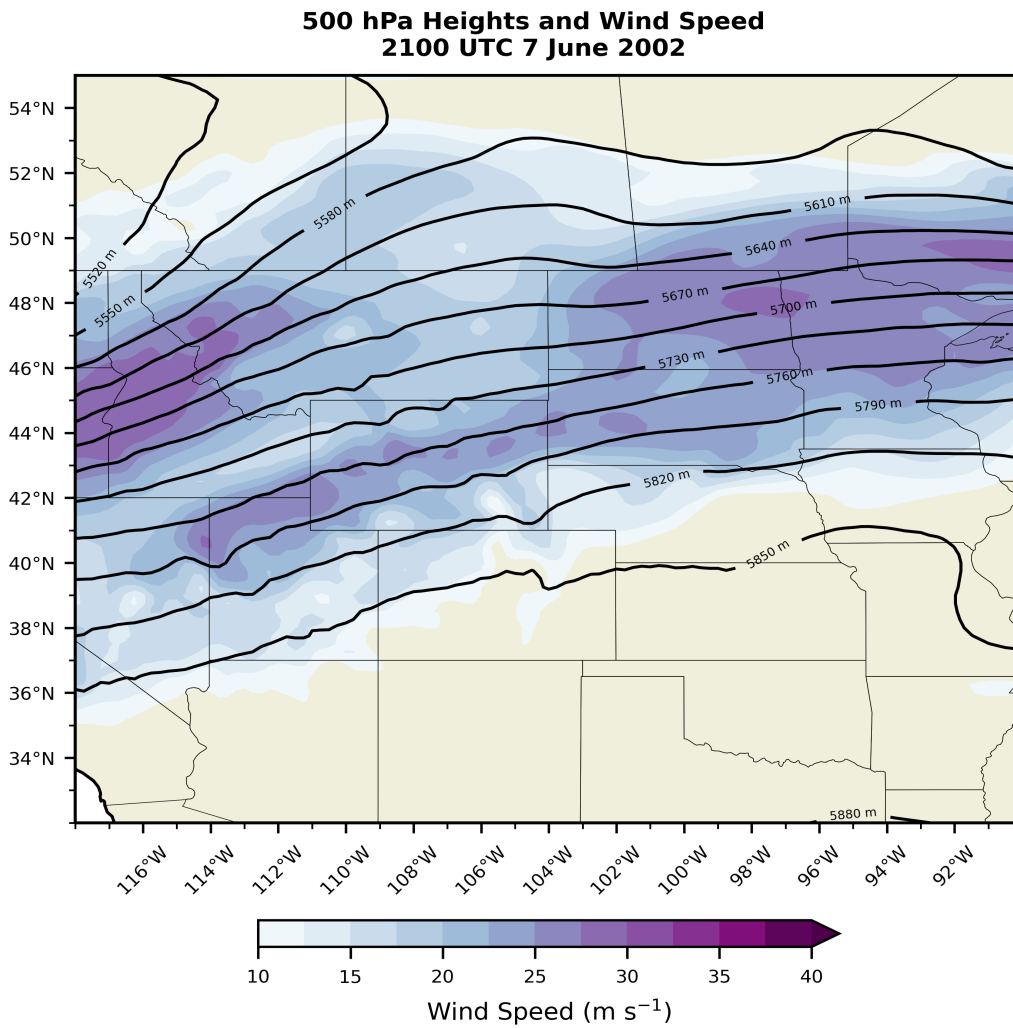 500 hPa Heights and Wind Speed
2100 UTC 7 June 2002
54°N
52°N
50°N
48°N
46°N
44°N
42°N
40°N
38°N
36°N
34°N
5520 m
5550 m
5580 m
5610 m
5640 m
5670 m
5700 m
5730 m
5760 m
5790 m
5820 m
5850 m
5880 m
116°W 114°W 112°W 110°W 108°W 106°W 104°W 102°W 100°W 98°W 96°W 94°W 92°W
10 15 20 25 30 35 40
Wind Speed (m s⁻¹)